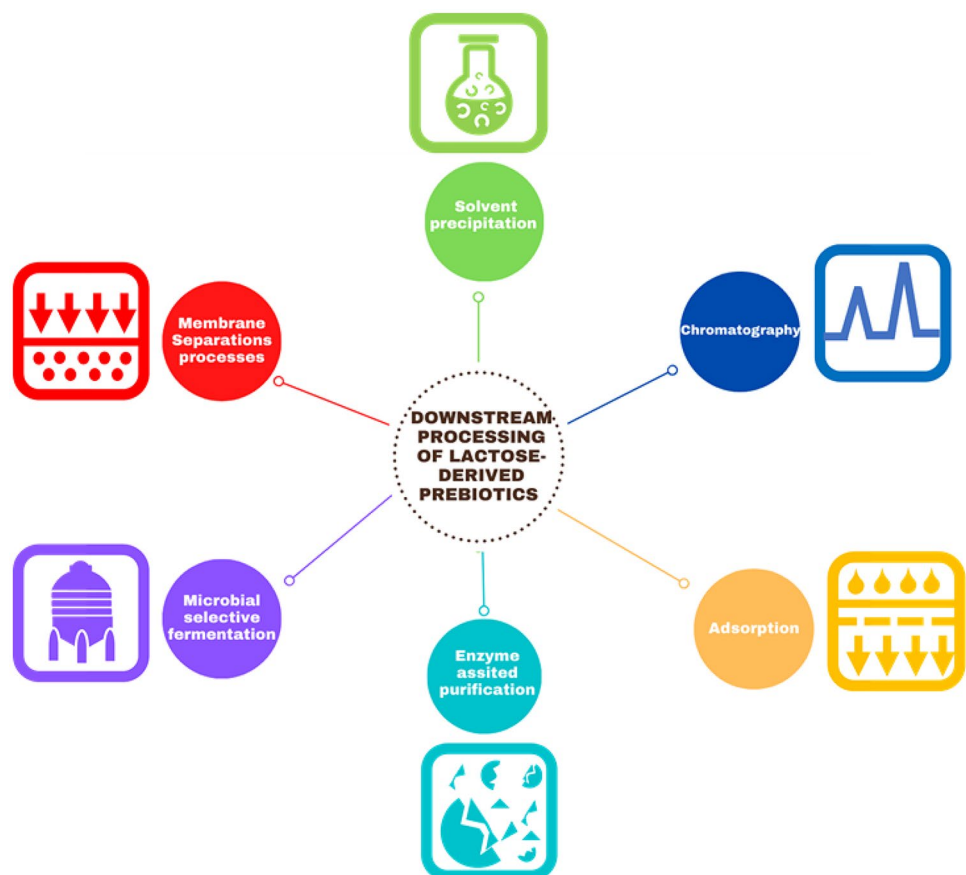 Solvent
precipitation
Membrane
Separations
processes
Chromatography
DOWNSTREAM
PROCESSING
OF LACTOSE-
DERIVED
PREBIOTICS
Microbial
selective
fermentation
Adsorption
Enzyme
assited
purification